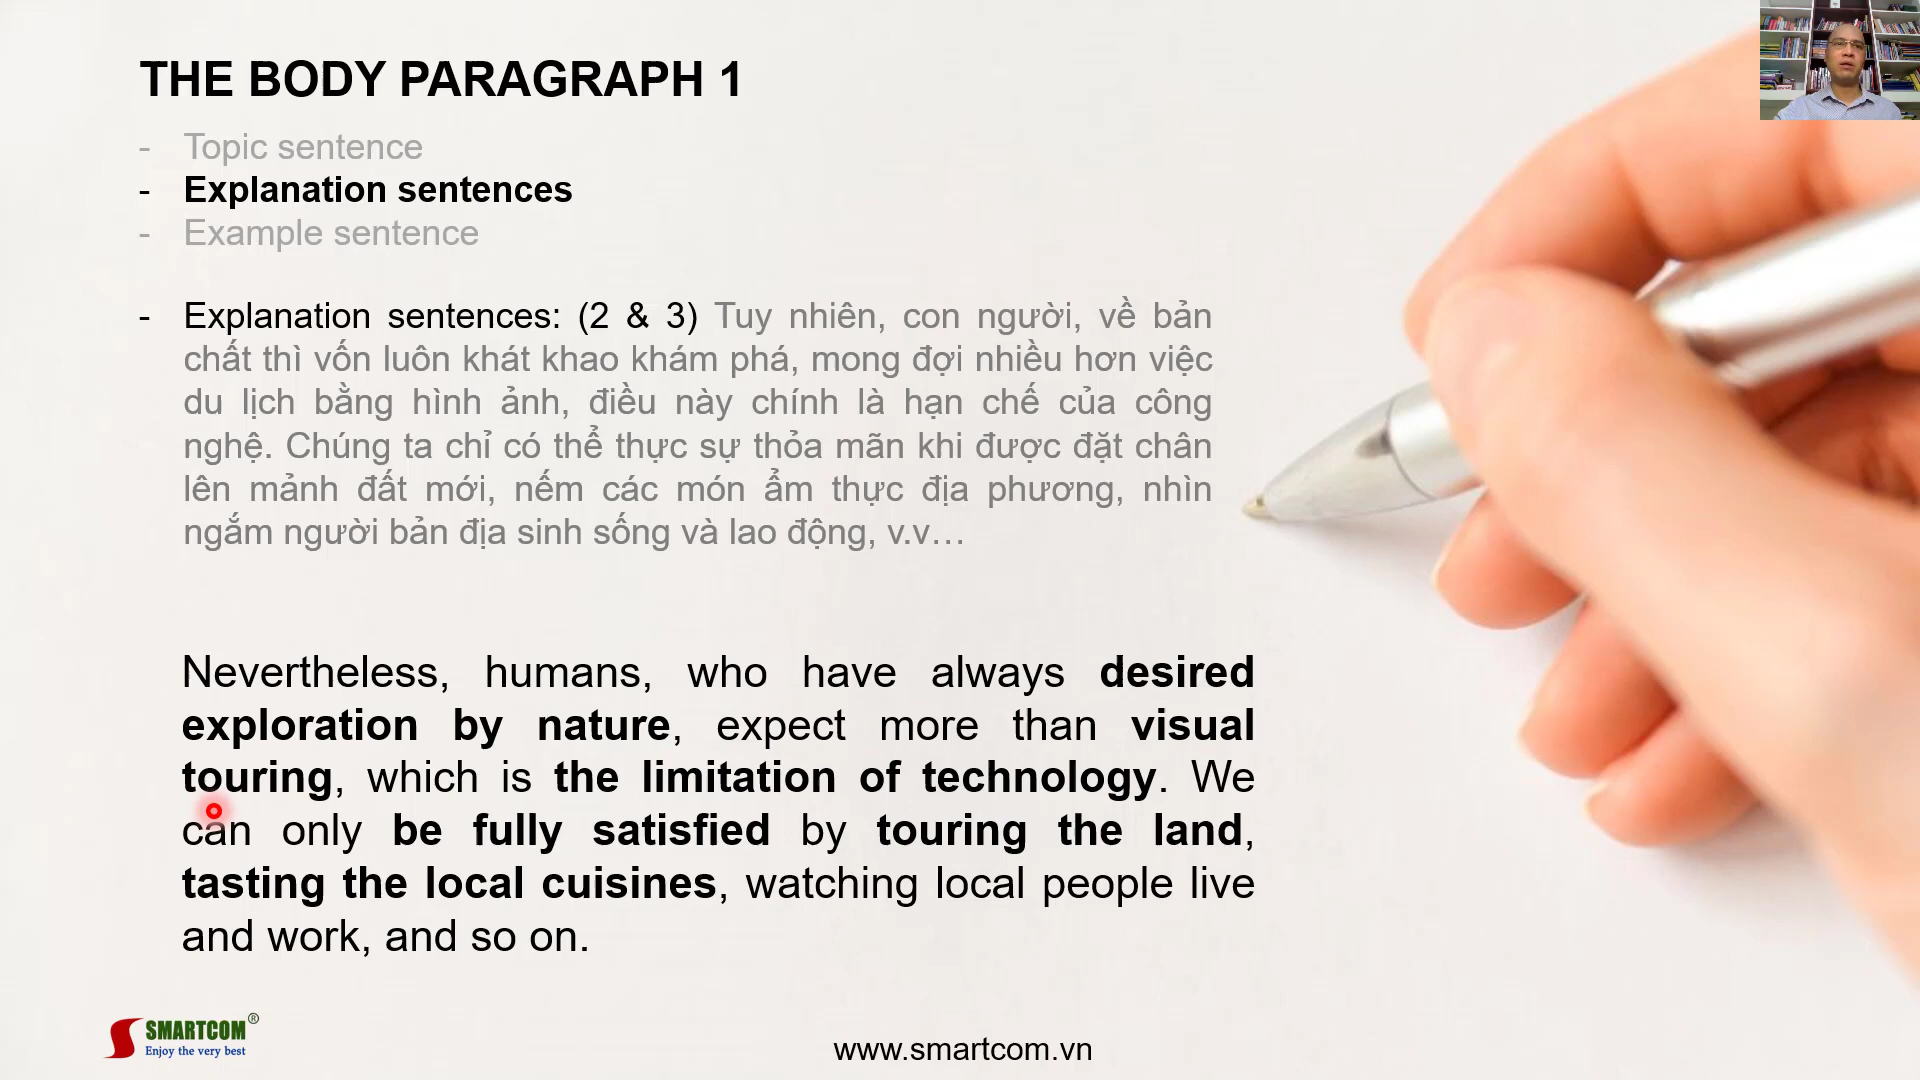 THE BODY PARAGRAPH 1
- Topic sentence
- Explanation sentences
- Example sentence
- Explanation sentences: (2 & 3) Tuy nhiên, con người, về bản
chất thì vốn luôn khát khao khám phá, mong đợi nhiều hơn việc
du lịch bằng hình ảnh, điều này chính là hạn chế của công
nghệ. Chúng ta chỉ có thể thực sự thỏa mãn khi được đặt chân
lên mảnh đất mới, nếm các món ẩm thực địa phương, nhìn
ngắm người bản địa sinh sống và lao động, v.v…
Nevertheless, humans, who have always desired
exploration by nature, expect more than visual
touring, which is the limitation of technology. We
can only be fully satisfied by touring the land,
tasting the local cuisines, watching local people live
and work, and so on.
SMARTCOM®
Enjoy the very best
www.smartcom.vn